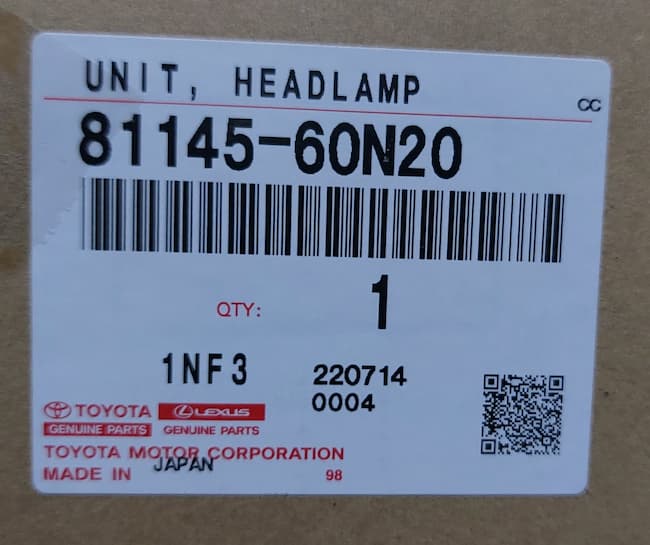 UNIT, HEADLAMP
CC
81145-60N20
QTY: 1
1NF3 220714
0004
TOYOTA LEXUS
GENUINE PARTS GENUINE PARTS
TOYOTA MOTOR CORPORATION
MADE IN JAPAN 98